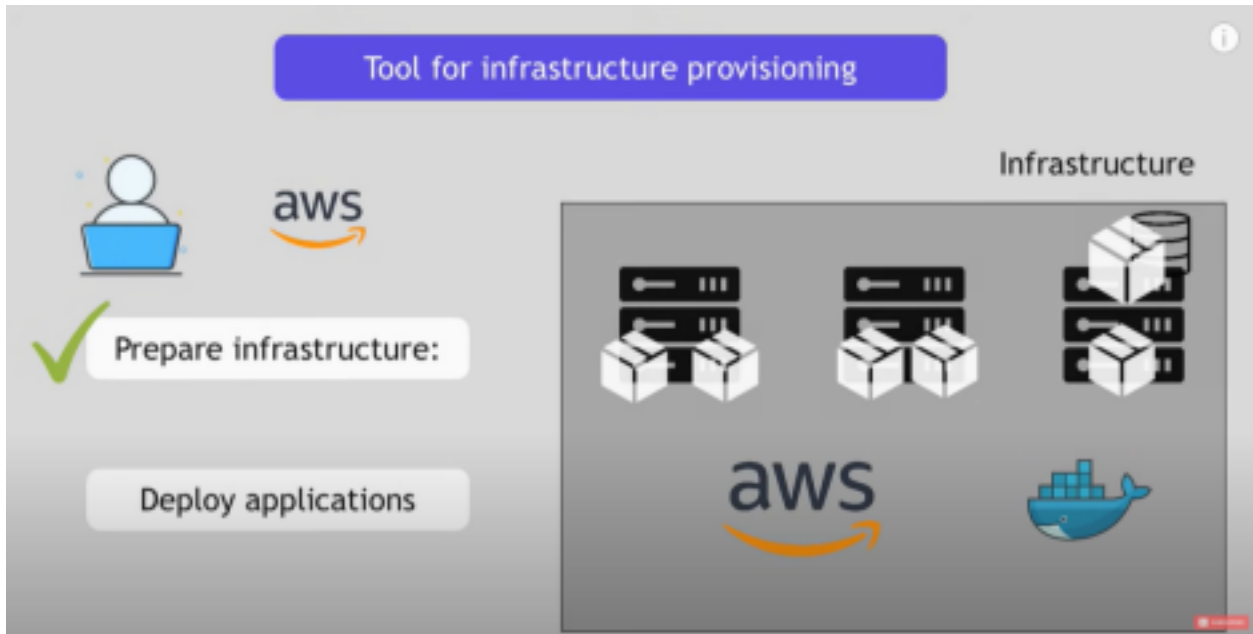 Tool for infrastructure provisioning
aws
Infrastructure
Prepare infrastructure:
Deploy applications
aws